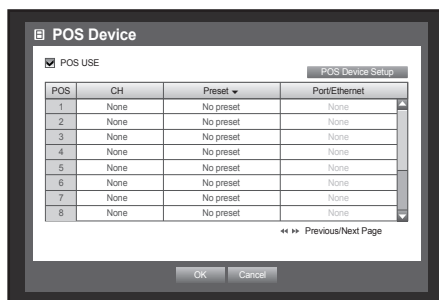 POS Device
POS USE
POS Device Setup
POS CH Preset Port/Ethernet
1 None No preset None
2 None No preset None
3 None No preset None
4 None No preset None
5 None No preset None
6 None No preset None
7 None No preset None
8 None No preset None
Previous/Next Page
OK Cancel